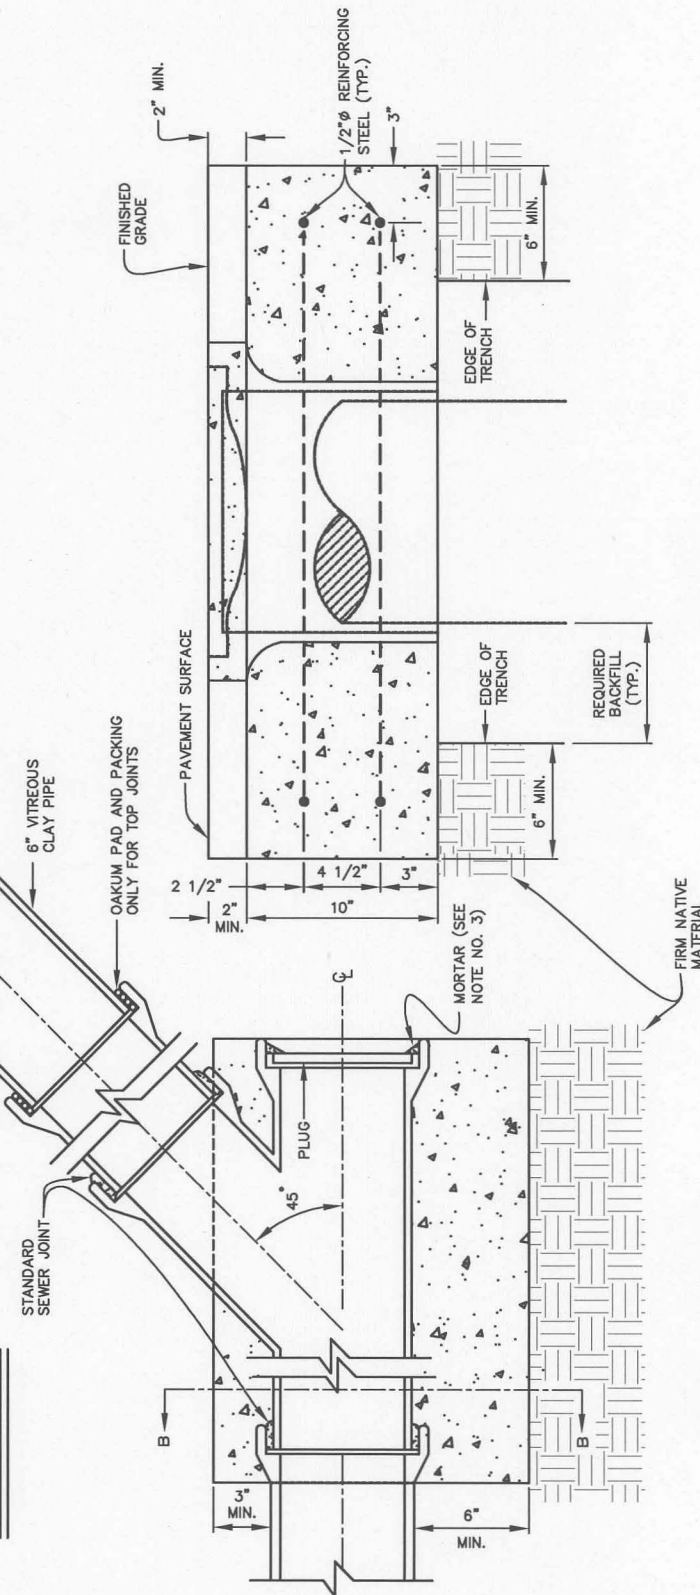 2" MIN.
FINISHED
GRADE
1/2"Ø REINFORCING
STEEL (TYP.)
3"
6" MIN.
EDGE OF
TRENCH
PAVEMENT SURFACE
EDGE OF
TRENCH
REQUIRED
BACKFILL
(TYP.)
6" MIN.
2 1/2"
4 1/2"
3"
2"
MIN.
10"
6" VITREOUS
CLAY PIPE
OAKUM PAD AND PACKING
ONLY FOR TOP JOINTS
MORTAR (SEE
NOTE NO. 3)
FIRM NATIVE
MATERIAL
℄
PLUG
45°
STANDARD
SEWER JOINT
B
B
3"
MIN.
6"
MIN.